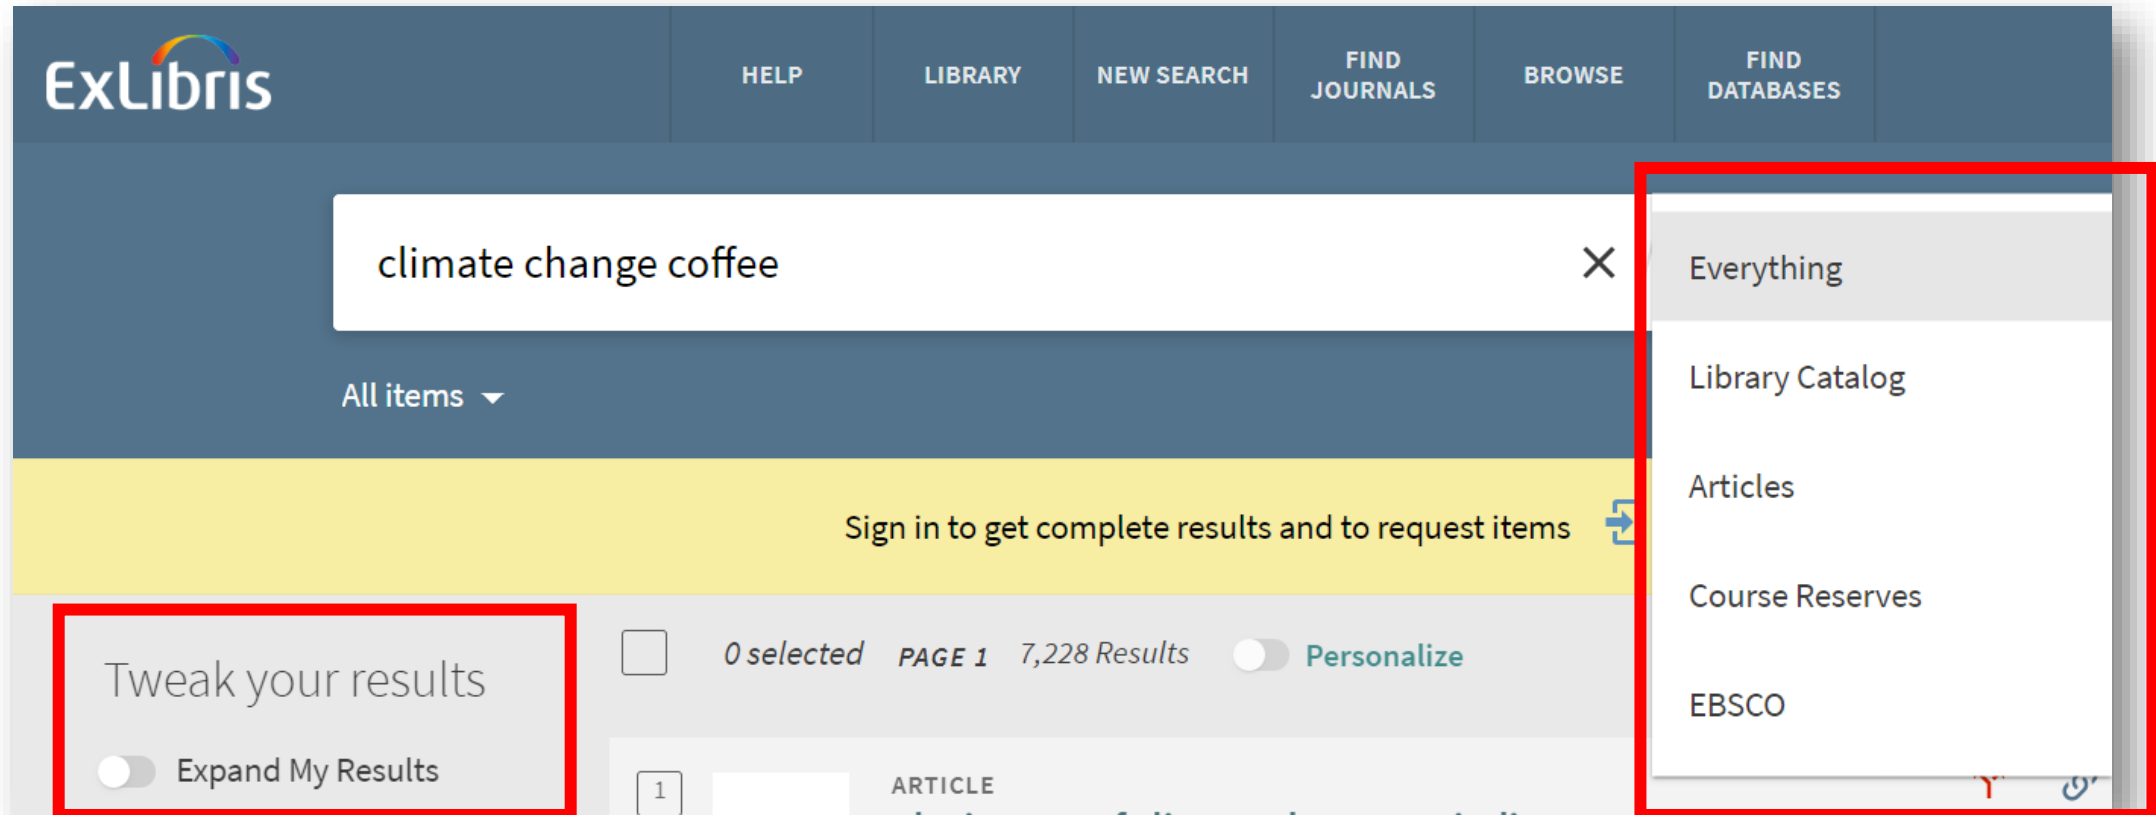 ExLibris
HELP
LIBRARY
NEW SEARCH
FIND
JOURNALS
BROWSE
FIND
DATABASES
climate change coffee
All items
Everything
Library Catalog
Articles
Course Reserves
EBSCO
Sign in to get complete results and to request items
Tweak your results
Expand My Results
0 selected PAGE 1 7,228 Results Personalize
1
ARTICLE